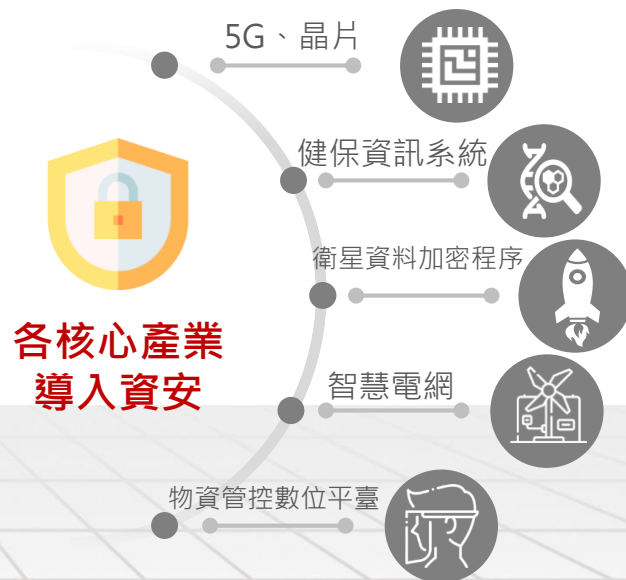 5G、晶片
健保資訊系統
衛星資料加密程序
各核心產業
導入資安
智慧電網
物資管控數位平臺